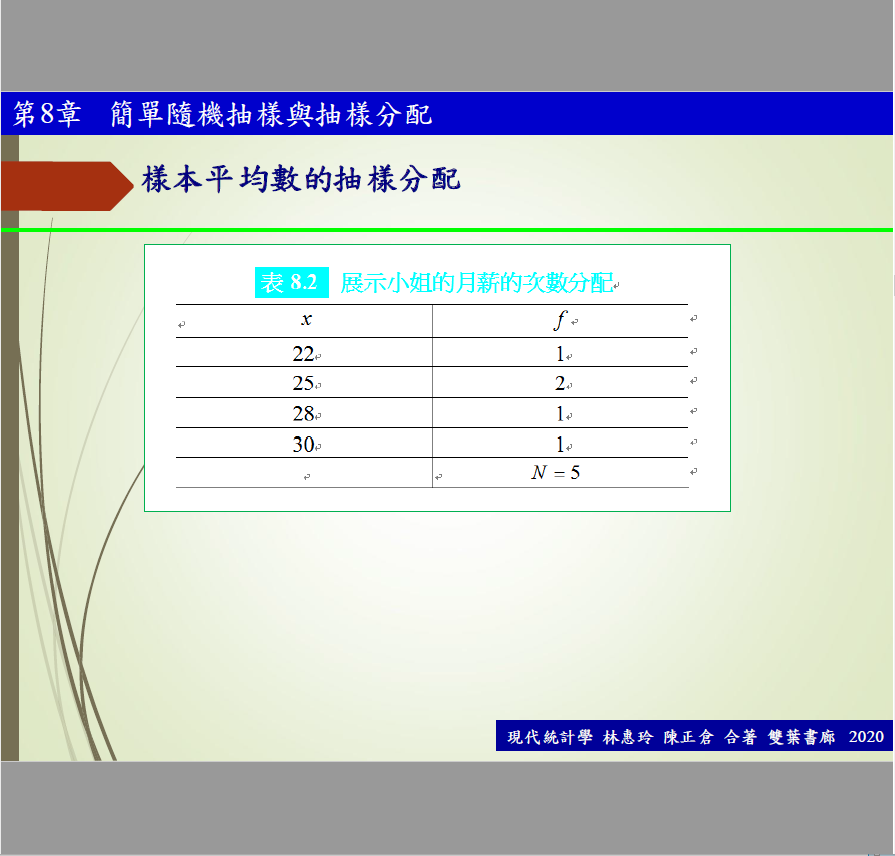 第8章 簡單隨機抽樣與抽樣分配
樣本平均數的抽樣分配
表 8.2 展示小姐的月薪的次數分配
x f
22 1
25 2
28 1
30 1
N = 5
現代統計學 林惠玲 陳正倉 合著 雙葉書廊 2020